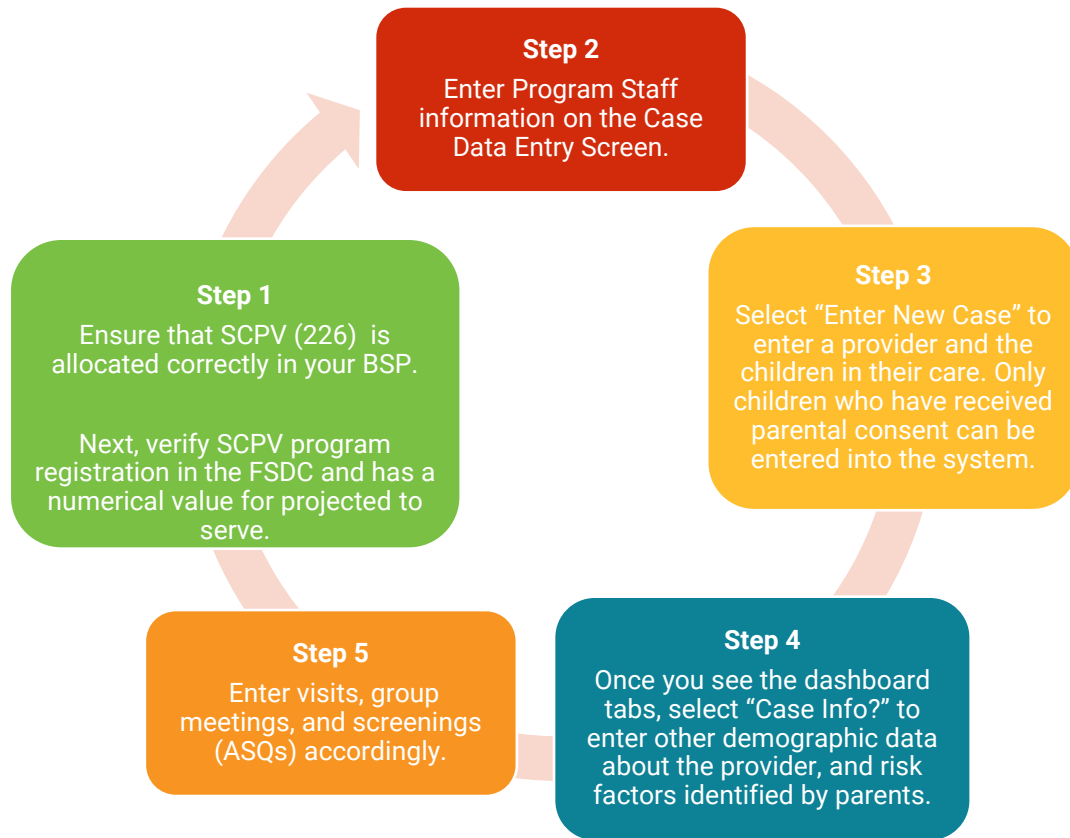 Step 1
Ensure that SCPV (226) is
allocated correctly in your BSP.
Next, verify SCPV program
registration in the FSDC and has a
numerical value for projected to
serve.
Step 2
Enter Program Staff
information on the Case
Data Entry Screen.
Step 3
Select “Enter New Case” to
enter a provider and the
children in their care. Only
children who have received
parental consent can be
entered into the system.
Step 4
Once you see the dashboard
tabs, select “Case Info?” to
enter other demographic data
about the provider, and risk
factors identified by parents.
Step 5
Enter visits, group
meetings, and screenings
(ASQs) accordingly.